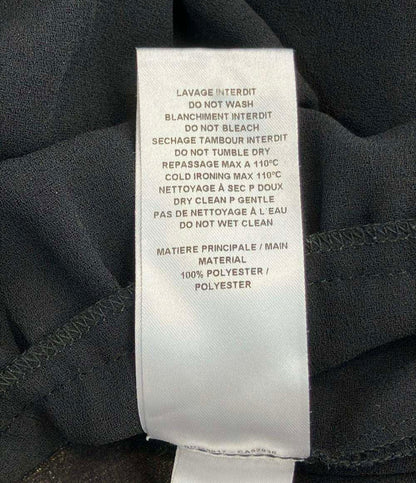 LAVAGE INTERDIT
DO NOT WASH
BLANCHIMENT INTERDIT
DO NOT BLEACH
SECHAGE TAMBOUR INTERDIT
DO NOT TUMBLE DRY
REPASSAGE MAX A 110°C
COLD IRONING MAX 110°C
NETTOYAGE À SEC P DOUX
DRY CLEAN P GENTLE
PAS DE NETTOYAGE À L'EAU
DO NOT WET CLEAN
MATIERE PRINCIPALE / MAIN
MATERIAL
100% POLYESTER /
POLYESTER